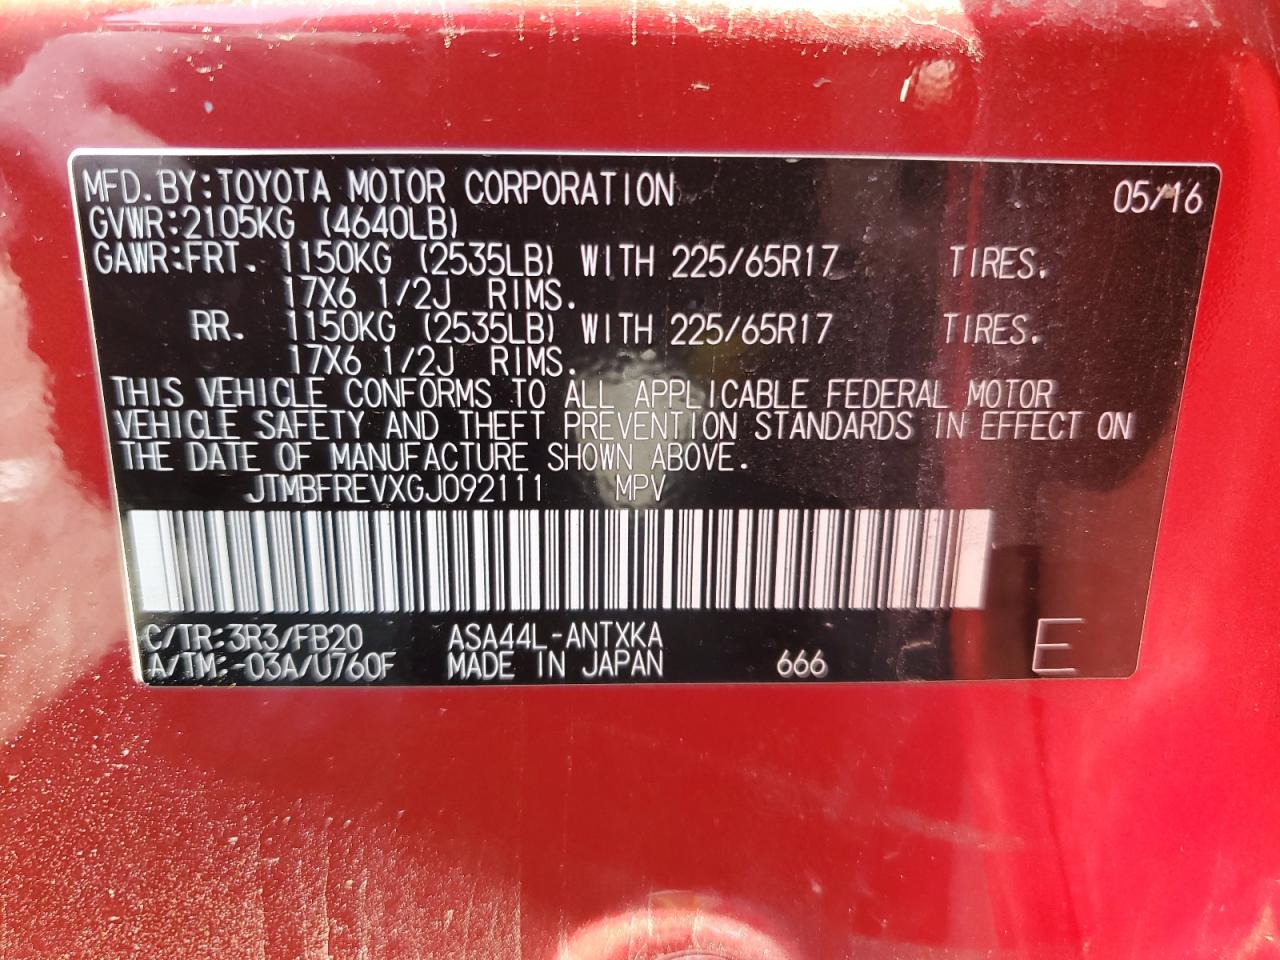 MFD.BY:TOYOTA MOTOR CORPORATION 05/16
GVWR:2105KG (4640LB)
GAWR:FRT. 1150KG (2535LB) WITH 225/65R17 TIRES.
17X6 1/2J RIMS.
RR. 1150KG (2535LB) WITH 225/65R17 TIRES.
17X6 1/2J RIMS.
THIS VEHICLE CONFORMS TO ALL APPLICABLE FEDERAL MOTOR
VEHICLE SAFETY AND THEFT PREVENTION STANDARDS IN EFFECT ON
THE DATE OF MANUFACTURE SHOWN ABOVE.
JTMBFREVXGJ092111 MPV
C/TR:3R3/FB20 ASA44L-ANTXKA
A/TM:-03A/U760F MADE IN JAPAN 666 E